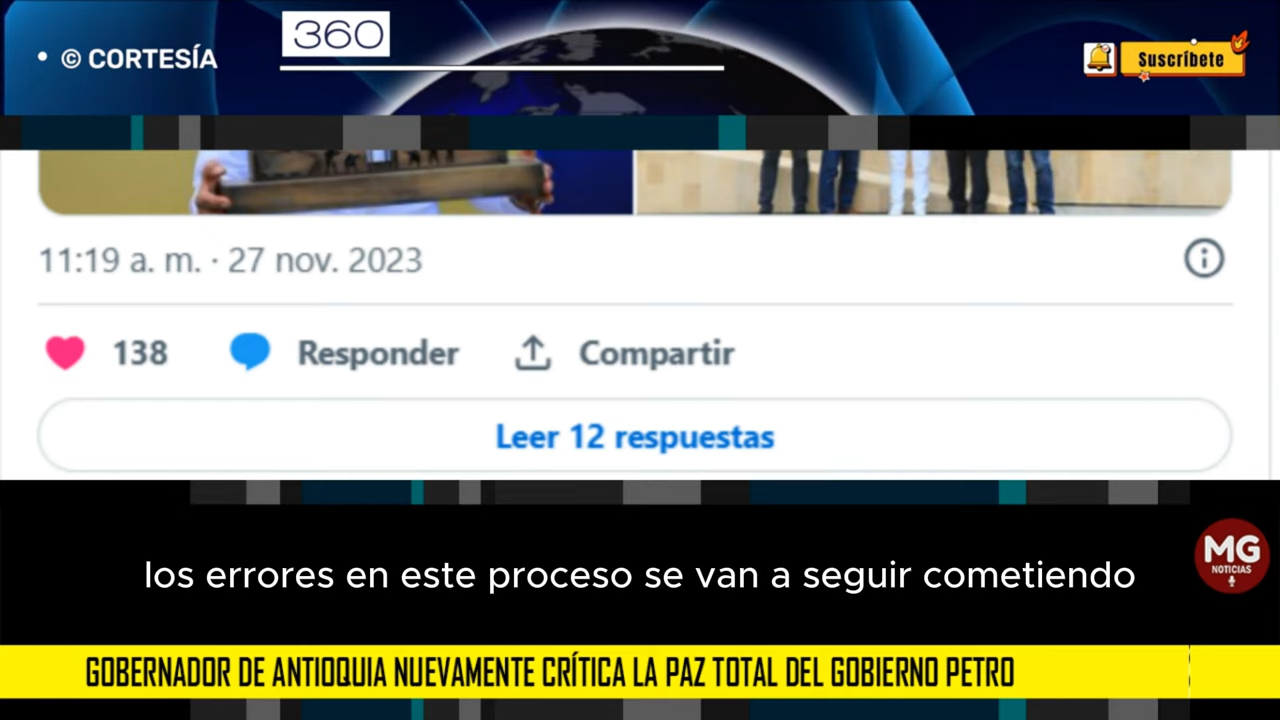 • © CORTESÍA
360
Suscríbete
11:19 a. m. · 27 nov. 2023
138
Responder
Compartir
Leer 12 respuestas
los errores en este proceso se van a seguir cometiendo
MG
NOTICIAS
GOBERNADOR DE ANTIOQUIA NUEVAMENTE CRÍTICA LA PAZ TOTAL DEL GOBIERNO PETRO